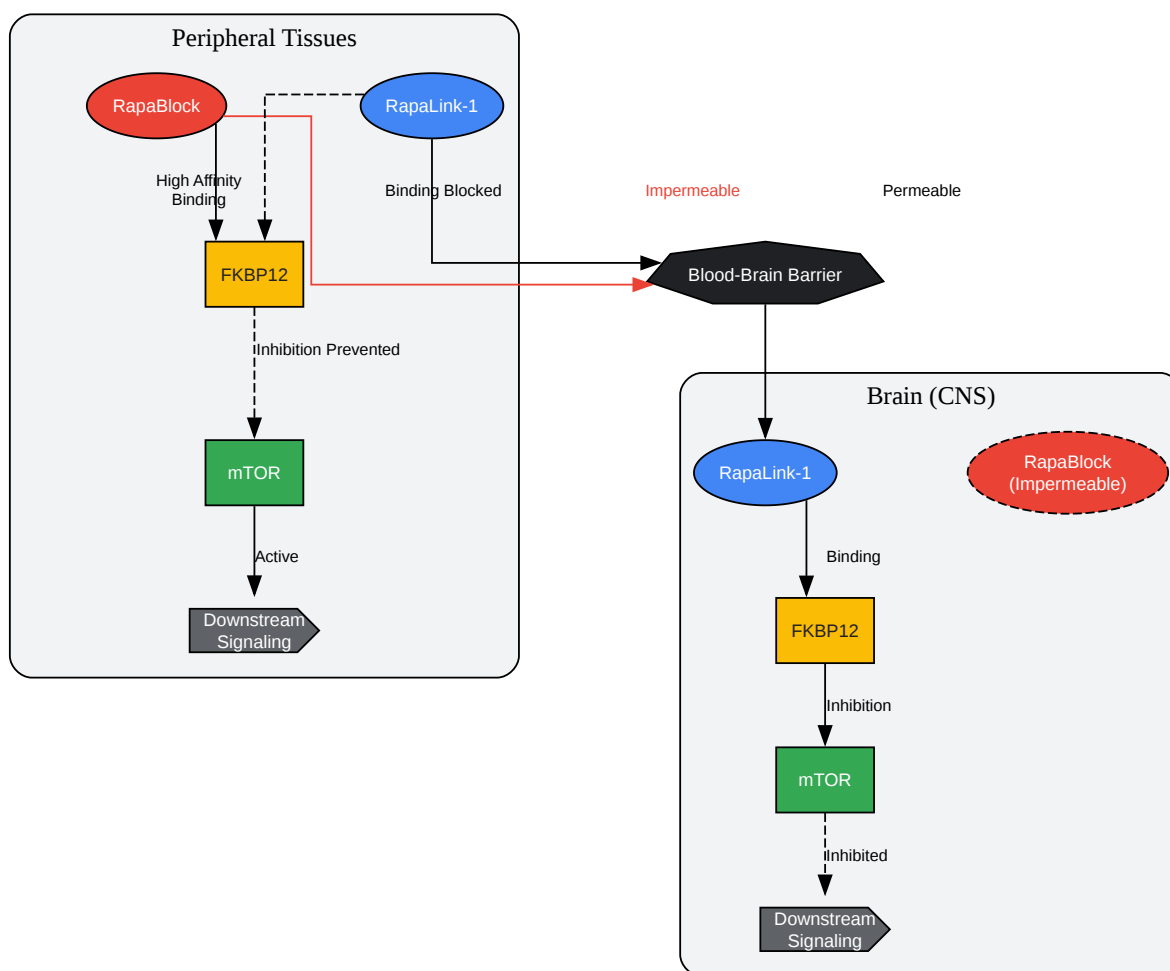 Peripheral Tissues
RapaBlock
RapaLink-1
High Affinity
Binding
Binding Blocked
Impermeable
Permeable
FKBP12
Blood-Brain Barrier
Inhibition Prevented
mTOR
Active
Downstream
Signaling
Brain (CNS)
RapaLink-1
RapaBlock
(Impermeable)
Binding
FKBP12
Inhibition
mTOR
Inhibited
Downstream
Signaling